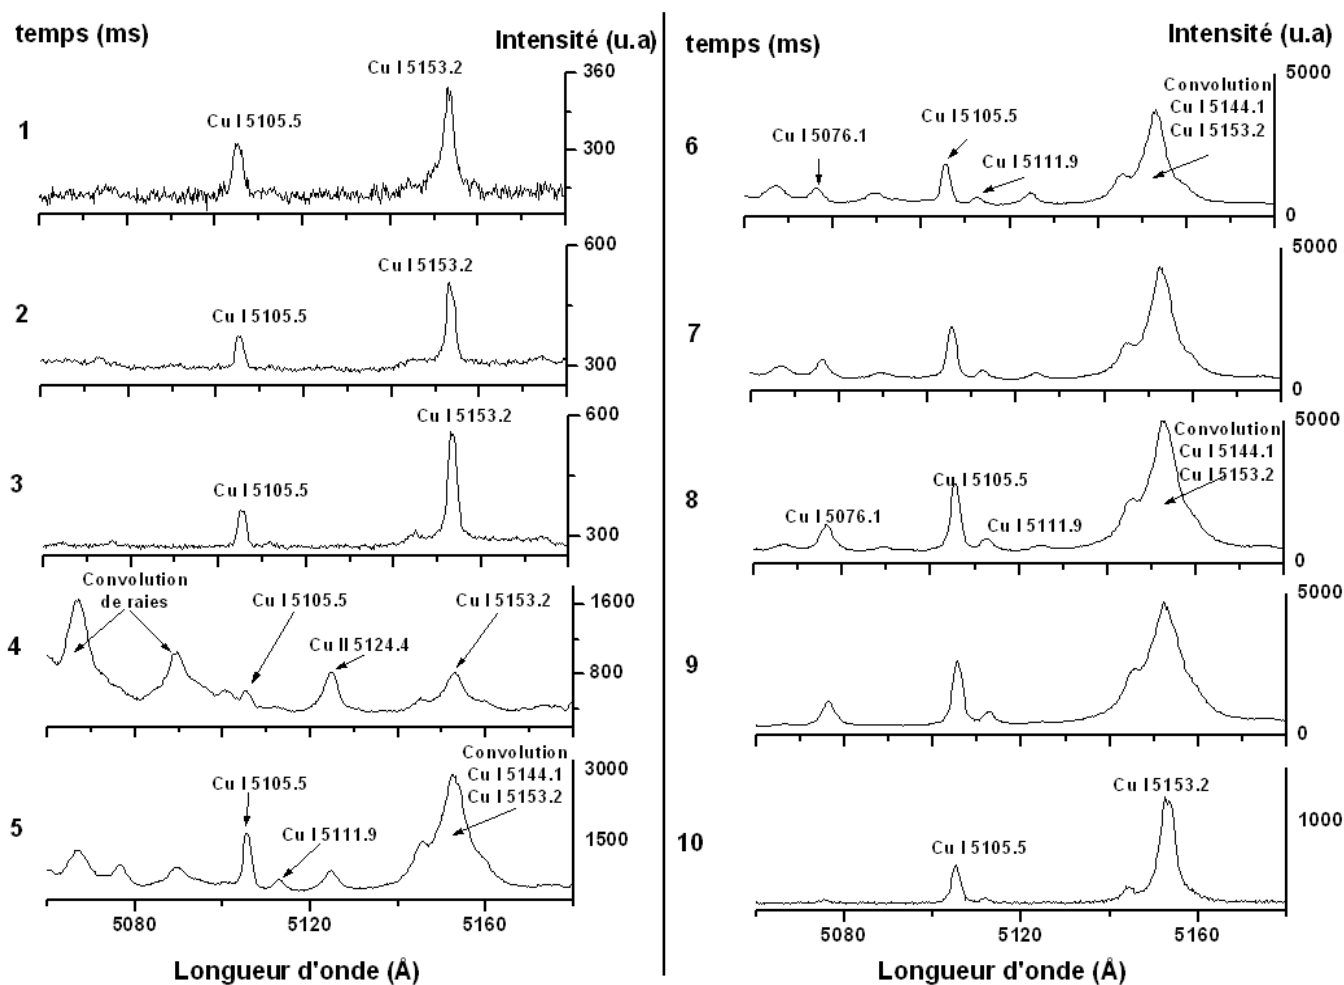 temps (ms)
Intensité (u.a)
1
Cu I 5105.5
Cu I 5153.2
360
300
2
Cu I 5105.5
Cu I 5153.2
600
300
3
Cu I 5105.5
Cu I 5153.2
600
300
4
Convolution
de raies
Cu I 5105.5
Cu II 5124.4
Cu I 5153.2
1600
800
5
Cu I 5105.5
Cu I 5111.9
Convolution
Cu I 5144.1
Cu I 5153.2
3000
1500
5080
5120
5160
Longueur d'onde (Å)
temps (ms)
Intensité (u.a)
6
Cu I 5076.1
Cu I 5105.5
Cu I 5111.9
Convolution
Cu I 5144.1
Cu I 5153.2
5000
0
7
5000
0
8
Cu I 5076.1
Cu I 5105.5
Cu I 5111.9
Convolution
Cu I 5144.1
Cu I 5153.2
5000
0
9
5000
0
10
Cu I 5105.5
Cu I 5153.2
1000
5080
5120
5160
Longueur d'onde (Å)